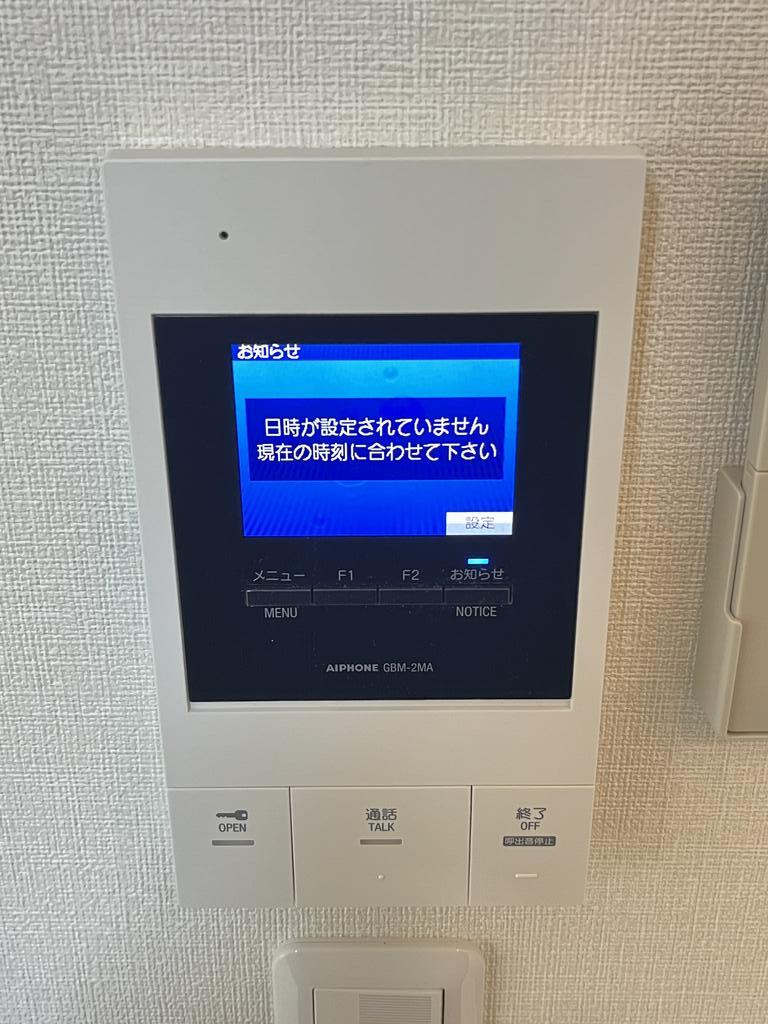 お知らせ
日時が設定されていません
現在の時刻に合わせて下さい
設定
メニュー F1 F2 お知らせ
MENU NOTICE
AIPHONE GBM-2MA
OPEN
通話
TALK
終了
OFF
呼出音停止